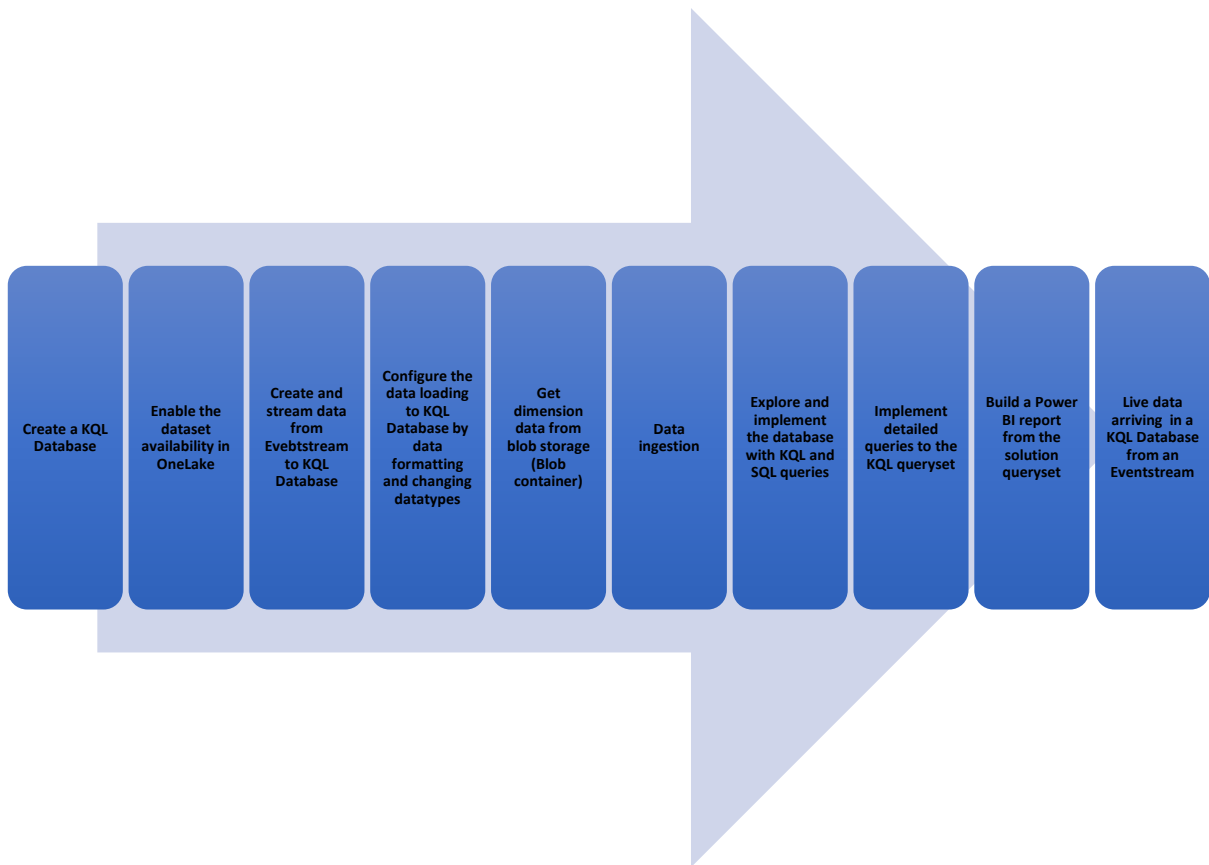 Create a KQL
Database
Enable the
dataset
availability in
OneLake
Create and
stream data
from
Evebtstream
to KQL
Database
Configure the
data loading
to KQL
Database by
data
formatting
and changing
datatypes
Get
dimension
data from
blob storage
(Blob
container)
Data
ingestion
Explore and
implement
the database
with KQL and
SQL queries
Implement
detailed
queries to the
KQL queryset
Build a Power
BI report
from the
solution
queryset
Live data
arriving in a
KQL Database
from an
Eventstream